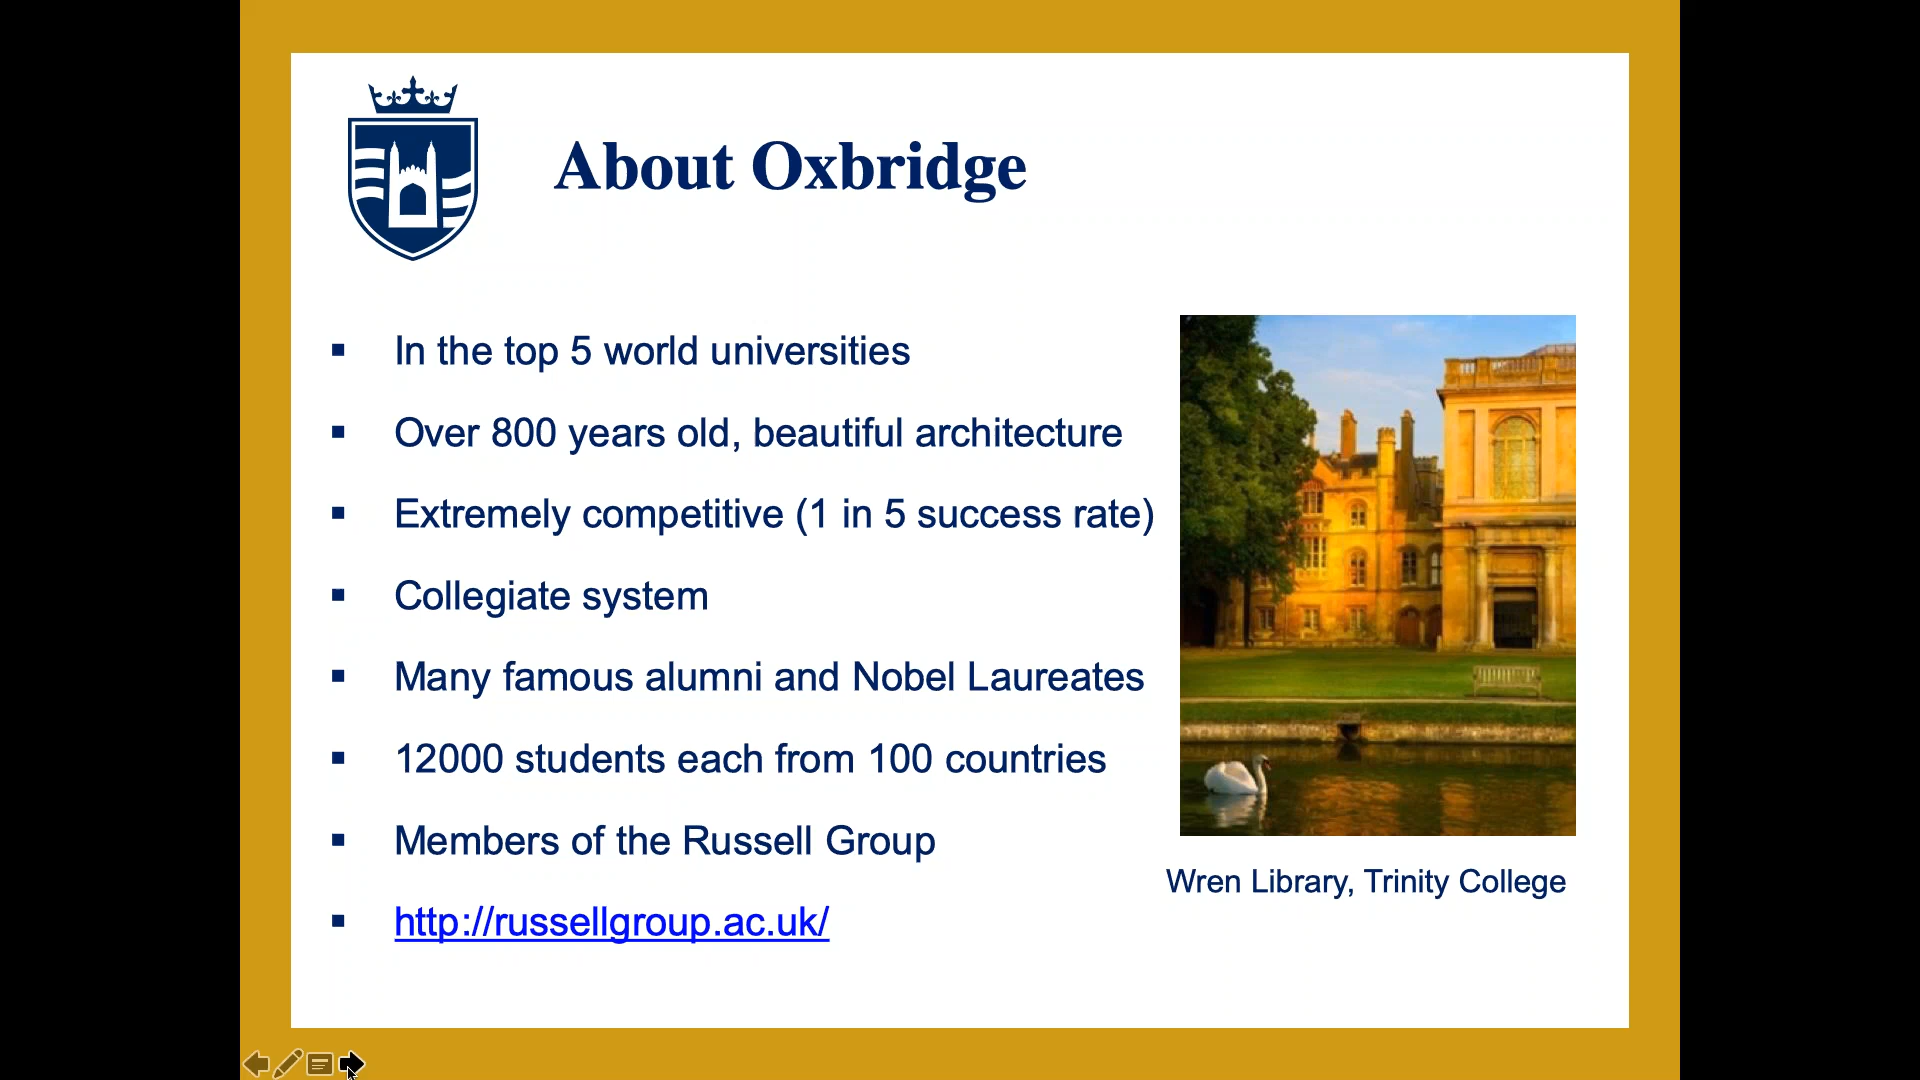 About Oxbridge
In the top 5 world universities
Over 800 years old, beautiful architecture
Extremely competitive (1 in 5 success rate)
Collegiate system
Many famous alumni and Nobel Laureates
12000 students each from 100 countries
Members of the Russell Group
http://russellgroup.ac.uk/
Wren Library, Trinity College